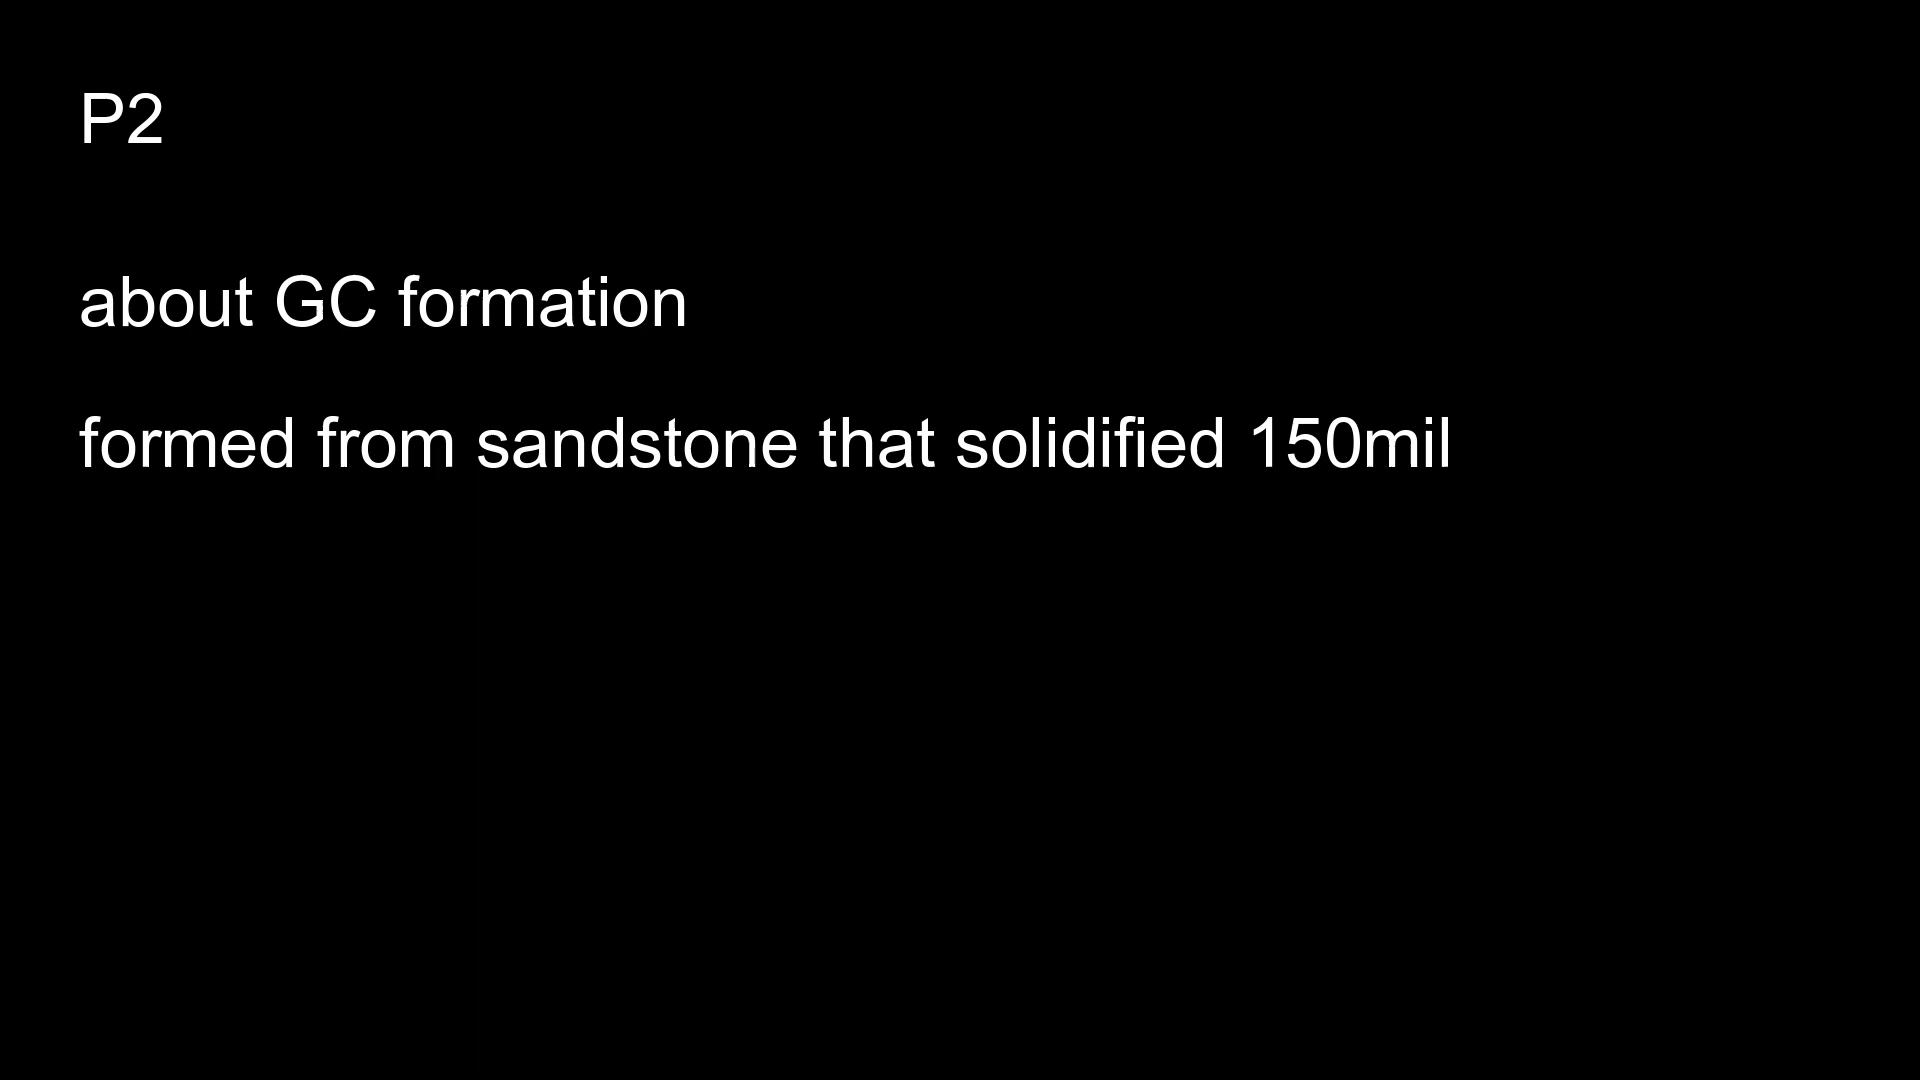 P2
about GC formation
formed from sandstone that solidified 150mil